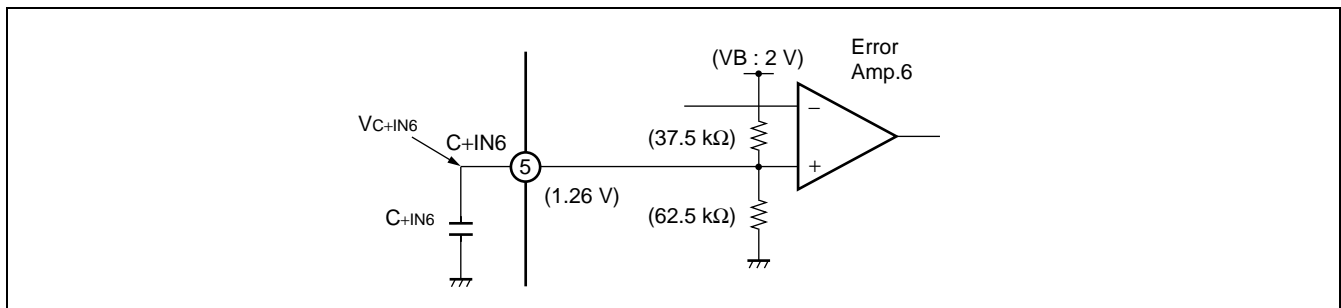 (VB : 2 V)
Error
Amp.6
−
VC+IN6
C+IN6
(37.5 kΩ)
5
+
(1.26 V)
C+IN6
(62.5 kΩ)